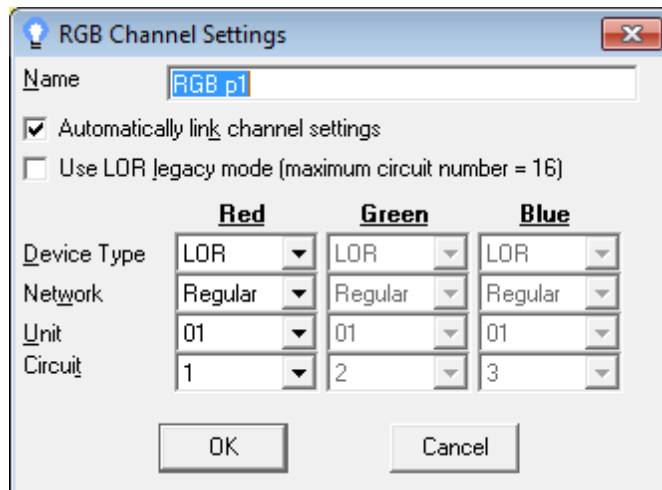 RGB Channel Settings
Name RGB p1
Automatically link channel settings
Use LOR legacy mode (maximum circuit number = 16)
Red Green Blue
Device Type LOR LOR LOR
Network Regular Regular Regular
Unit 01 01 01
Circuit 1 2 3
OK Cancel